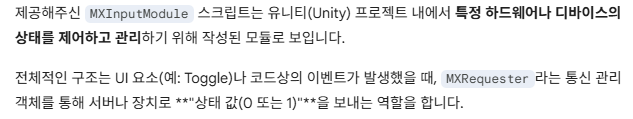 제공해주신 MXInputModule 스크립트는 유니티(Unity) 프로젝트 내에서 특정 하드웨어나 디바이스의
상태를 제어하고 관리하기 위해 작성된 모듈로 보입니다.
전체적인 구조는 UI 요소(예: Toggle)나 코드상의 이벤트가 발생했을 때, MXRequester 라는 통신 관리
객체를 통해 서버나 장치로 **"상태 값(0 또는 1)"**을 보내는 역할을 합니다.